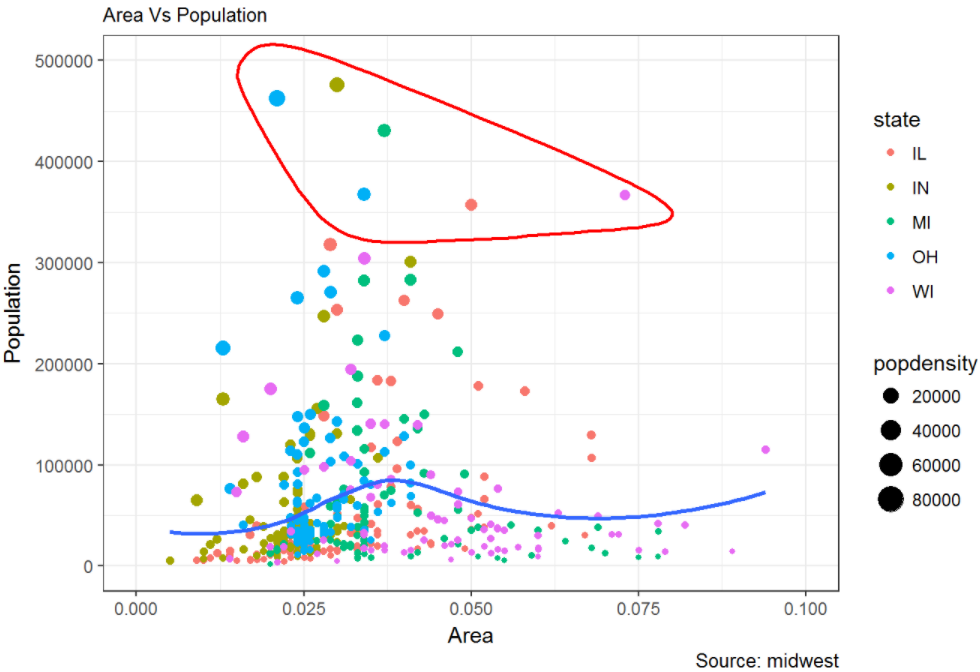 Area Vs Population
500000
400000
300000
200000
100000
0
Population
0.000 0.025 0.050 0.075 0.100
Area
state
IL
IN
MI
OH
WI
popdensity
20000
40000
60000
80000
Source: midwest